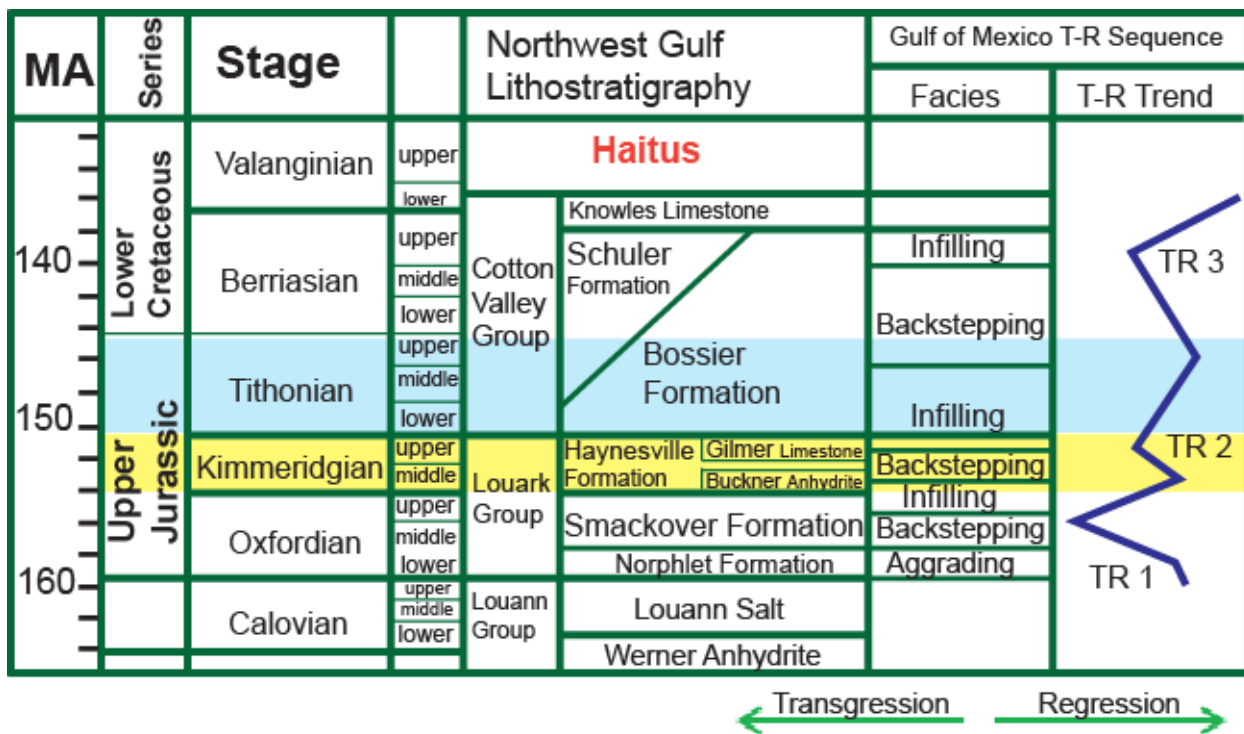 MA
Series
Stage
Northwest Gulf
Lithostratigraphy
Gulf of Mexico T-R Sequence
Facies
T-R Trend
140
150
160
Lower
Cretaceous
Upper
Jurassic
Valanginian
upper
lower
Berriasian
upper
middle
lower
Tithonian
upper
middle
lower
Kimmeridgian
upper
middle
Oxfordian
upper
middle
lower
Calovian
upper
middle
lower
Haitus
Cotton
Valley
Group
Knowles Limestone
Schuler
Formation
Bossier
Formation
Louark
Group
Haynesville
Formation
Gilmer Limestone
Buckner Anhydrite
Smackover Formation
Norphlet Formation
Louann
Group
Louann Salt
Werner Anhydrite
Infilling
Backstepping
Infilling
Backstepping
Infilling
Backstepping
Aggrading
TR 3
TR 2
TR 1
Transgression
Regression